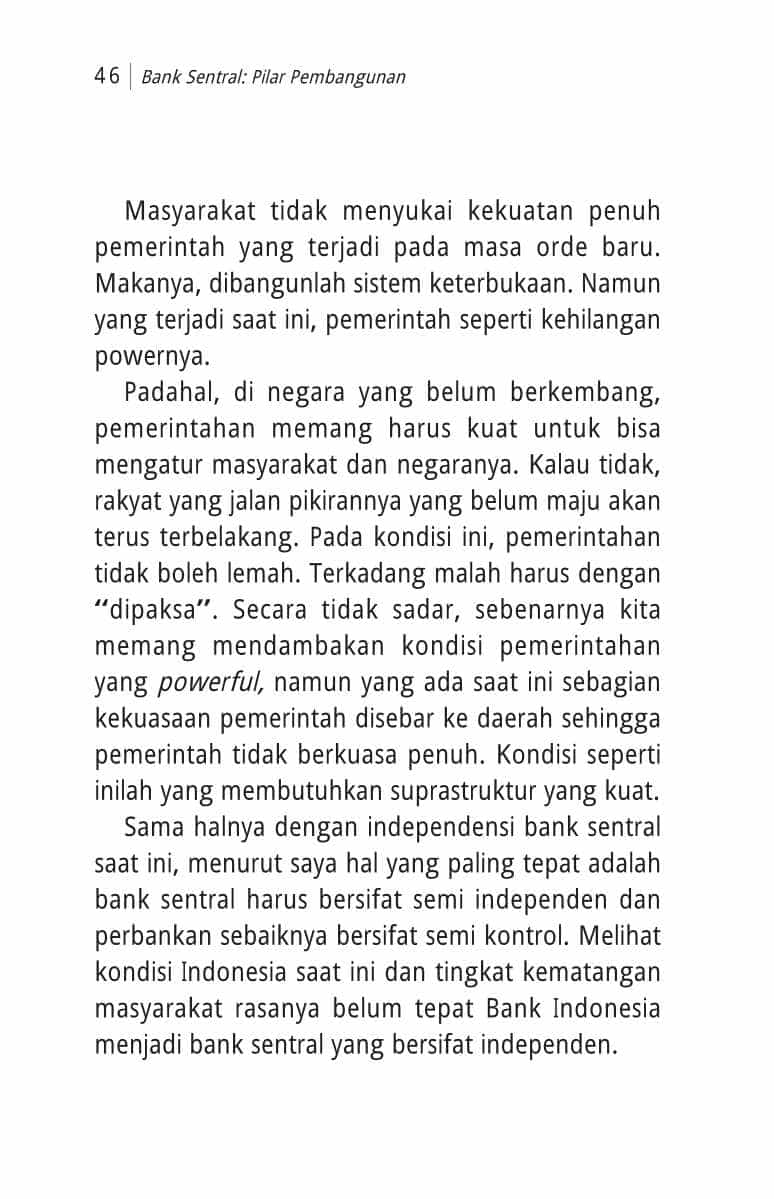 46 | Bank Sentral: Pilar Pembangunan
Masyarakat tidak menyukai kekuatan penuh
pemerintah yang terjadi pada masa orde baru.
Makanya, dibangunlah sistem keterbukaan. Namun
yang terjadi saat ini, pemerintah seperti kehilangan
powernya.
Padahal, di negara yang belum berkembang,
pemerintahan memang harus kuat untuk bisa
mengatur masyarakat dan negaranya. Kalau tidak,
rakyat yang jalan pikirannya yang belum maju akan
terus terbelakang. Pada kondisi ini, pemerintahan
tidak boleh lemah. Terkadang malah harus dengan
“dipaksa”. Secara tidak sadar, sebenarnya kita
memang mendambakan kondisi pemerintahan
yang powerful, namun yang ada saat ini sebagian
kekuasaan pemerintah disebar ke daerah sehingga
pemerintah tidak berkuasa penuh. Kondisi seperti
inilah yang membutuhkan suprastruktur yang kuat.
Sama halnya dengan independensi bank sentral
saat ini, menurut saya hal yang paling tepat adalah
bank sentral harus bersifat semi independen dan
perbankan sebaiknya bersifat semi kontrol. Melihat
kondisi Indonesia saat ini dan tingkat kematangan
masyarakat rasanya belum tepat Bank Indonesia
menjadi bank sentral yang bersifat independen.